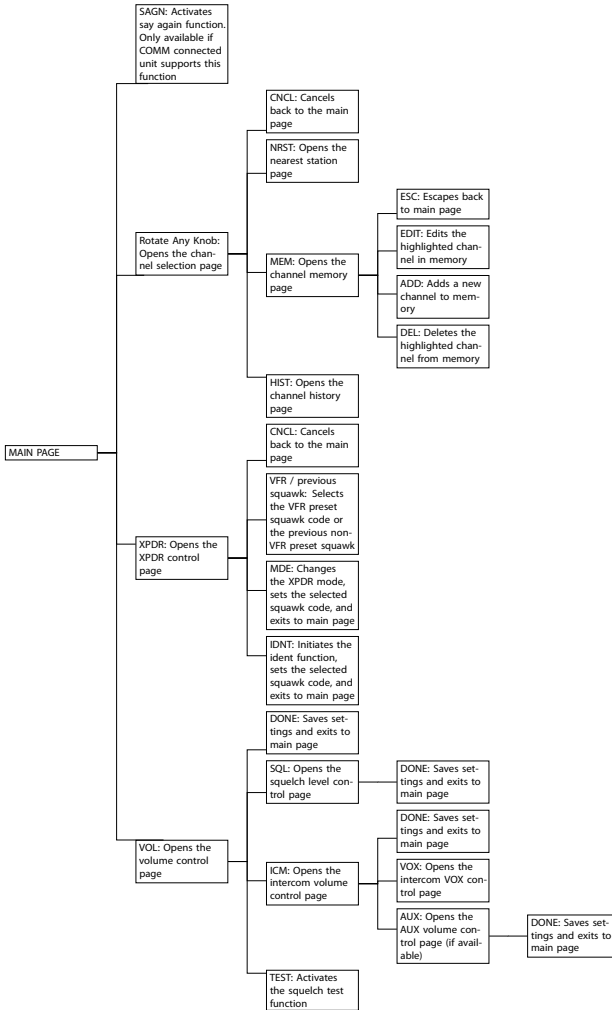 SAGN: Activates
say again function.
Only available if
COMM connected
unit supports this
function
CNCL: Cancels
back to the main
page
NRST: Opens the
nearest station
page
ESC: Escapes back
to main page
EDIT: Edits the
highlighted chan-
nel in memory
Rotate Any Knob:
Opens the chan-
nel selection page
MEM: Opens the
channel memory
page
ADD: Adds a new
channel to mem-
ory
DEL: Deletes the
highlighted chan-
nel from memory
HIST: Opens the
channel history
page
MAIN PAGE
CNCL: Cancels
back to the main
page
VFR / previous
squawk: Selects
the VFR preset
squawk code or
the previous non-
VFR preset squawk
XPDR: Opens the
XPDR control
page
MDE: Changes
the XPDR mode,
sets the selected
squawk code, and
exits to main page
IDNT: Initiates the
ident function,
sets the selected
squawk code, and
exits to main page
DONE: Saves set-
tings and exits to
main page
SQL: Opens the
squelch level con-
trol page
DONE: Saves set-
tings and exits to
main page
VOL: Opens the
volume control
page
DONE: Saves set-
tings and exits to
main page
ICM: Opens the
intercom volume
control page
VOX: Opens the
intercom VOX con-
trol page
AUX: Opens the
AUX volume con-
trol page (if avail-
able)
DONE: Saves set-
tings and exits to
main page
TEST: Activates
the squelch test
function